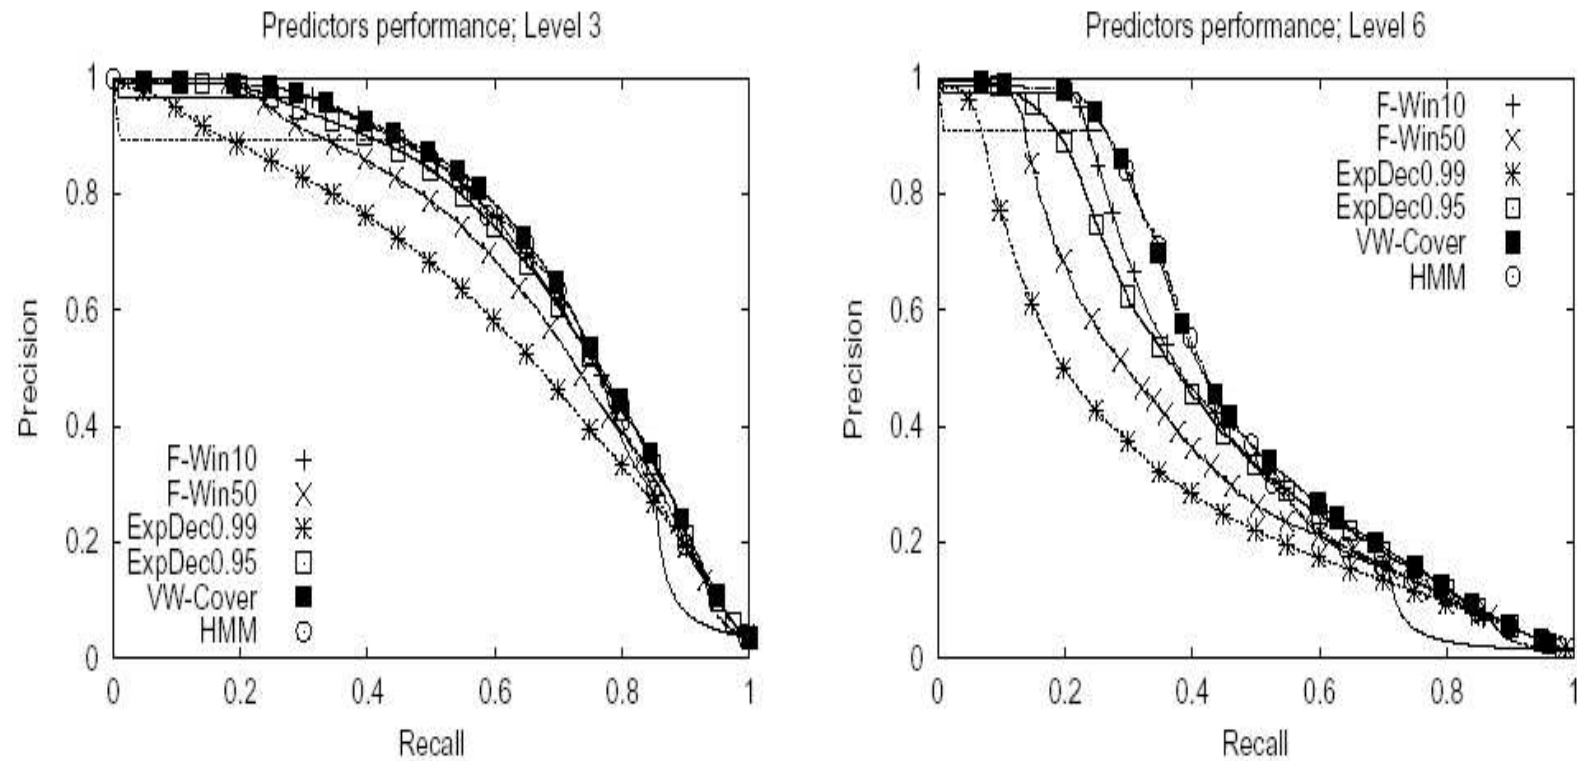 Predictors performance; Level 3
1
0.8
0.6
0.4
0.2
0
Precision
F-Win10
F-Win50
ExpDec0.99
ExpDec0.95
VW-Cover
HMM
0
0.2
0.4
0.6
0.8
1
Recall
Predictors performance; Level 6
1
0.8
0.6
0.4
0.2
0
Precision
F-Win10
F-Win50
ExpDec0.99
ExpDec0.95
VW-Cover
HMM
0
0.2
0.4
0.6
0.8
1
Recall